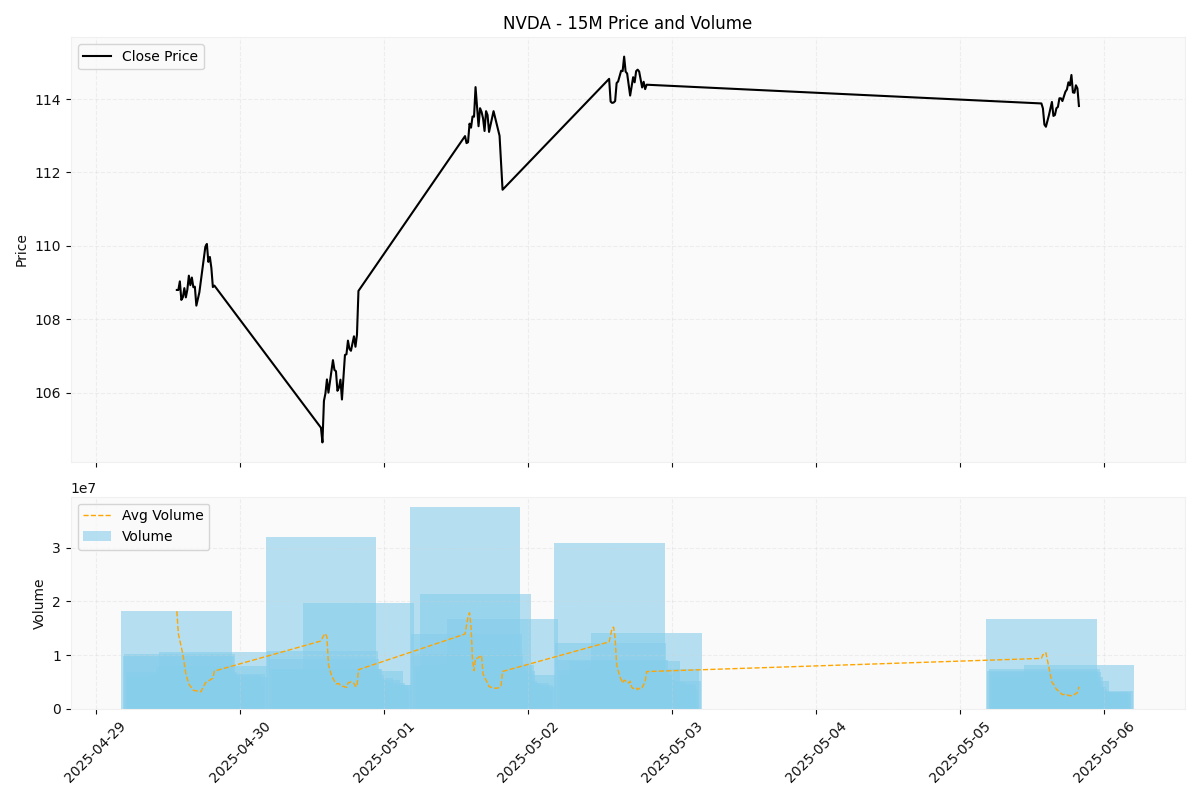 NVDA - 15M Price and Volume
Close Price
114
112
110
108
106
Price
1e7
Avg Volume
Volume
3
2
1
0
Volume
2025-04-29
2025-04-30
2025-05-01
2025-05-02
2025-05-03
2025-05-04
2025-05-05
2025-05-06